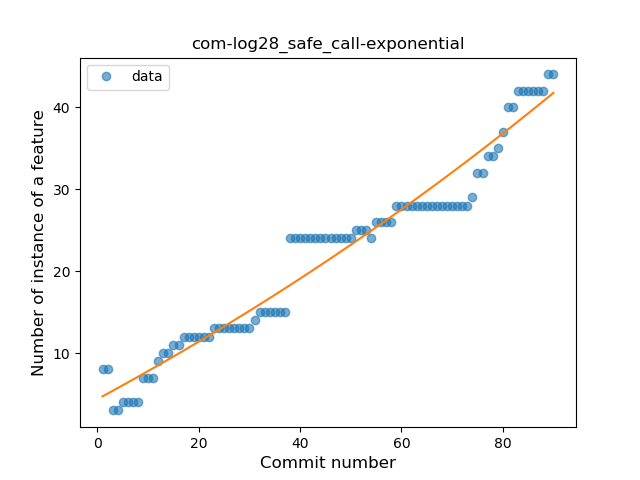 com-log28_safe_call-exponential
data
Number of instance of a feature
40
30
20
10
0
20
40
60
80
Commit number